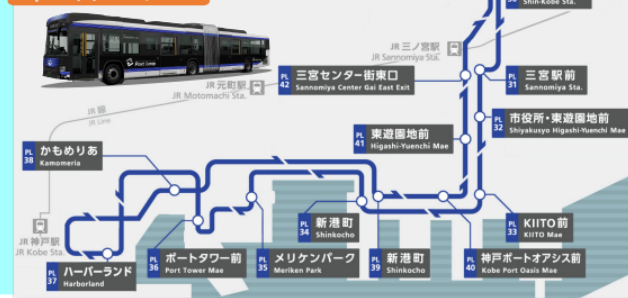 Shin-Kobe Sta.
Port Loop
JR 三ノ宮駅
JR Sannomiya Sta.
JR 元町駅
JR Motomachi Sta.
PL 42
三宮センター街東口
Sannomiya Center Gai East Exit
PL 31
三宮駅前
Sannomiya Sta.
JR 線
JR Line
PL 32
市役所・東遊園地前
Shiyakusyo Higashi-Yuenchi Mae
PL 41
東遊園地前
Higashi-Yuenchi Mae
PL 38
かもめりあ
Kamomeria
JR 神戸駅
JR Kobe Sta.
PL 37
ハーバーランド
Harborland
PL 36
ポートタワー前
Port Tower Mae
PL 35
メリケンパーク
Meriken Park
PL 34
新港町
Shinkocho
PL 39
新港町
Shinkocho
PL 40
神戸ポートオアシス前
Kobe Port Oasis Mae
PL 33
KIITO前
KIITO Mae